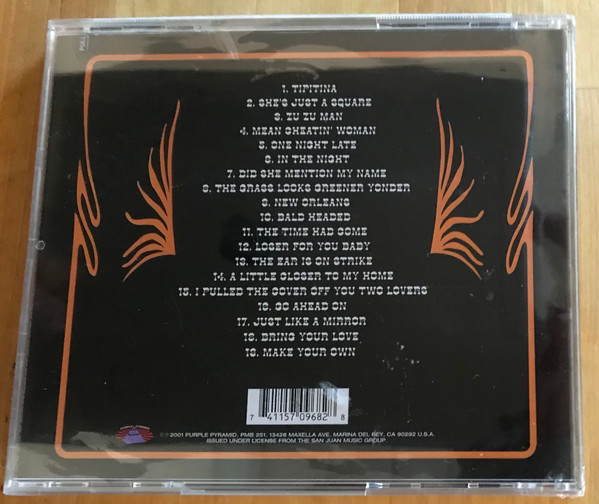 1. TIPITINA
2. SHE'S JUST A SQUARE
3. ZU ZU MAN
4. MEAN CHEATIN' WOMAN
5. ONE NIGHT LATE
6. IN THE NIGHT
7. DID SHE MENTION MY NAME
8. THE GRASS LOOKS GREENER YONDER
9. NEW ORLEANS
10. BALD HEADED
11. THE TIME HAD COME
12. LOSER FOR YOU BABY
13. THE EAR IS ON STRIKE
14. A LITTLE CLOSER TO MY HOME
15. I PULLED THE COVER OFF YOU TWO LOVERS
16. GO AHEAD ON
17. JUST LIKE A MIRROR
18. BRING YOUR LOVE
19. MAKE YOUR OWN
7 41157 09682 8
©2001 PURPLE PYRAMID, PMB 251, 13428 MAXELLA AVE, MARINA DEL REY, CA 90292 U.S.A.
ISSUED UNDER LICENSE FROM THE SAN JUAN MUSIC GROUP